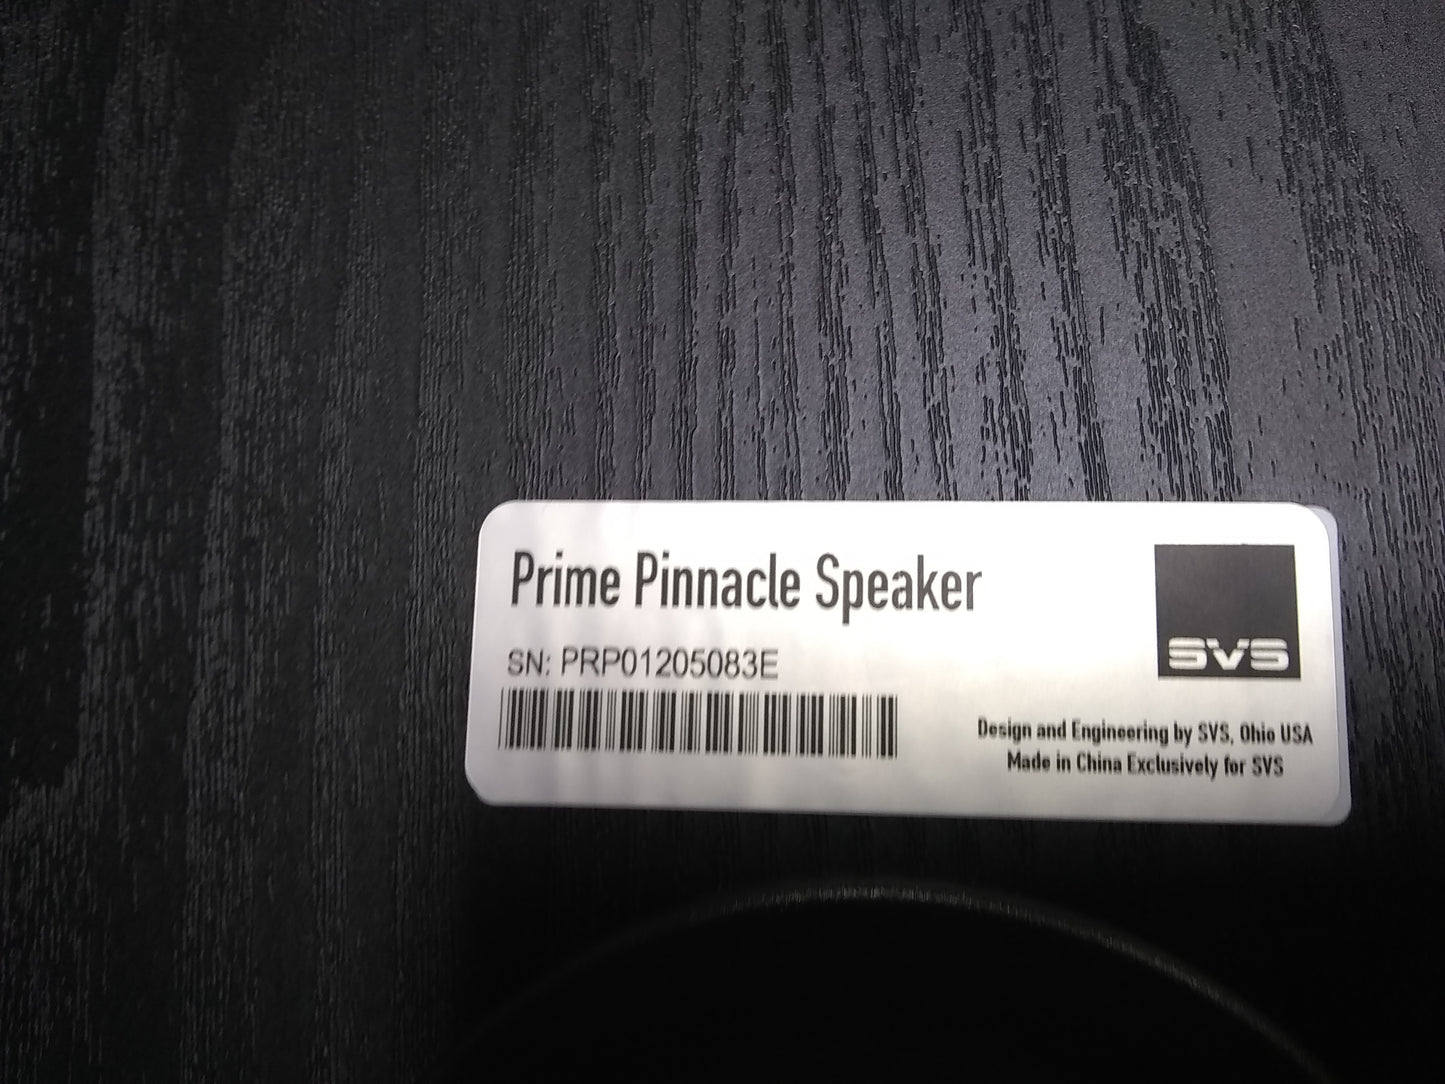 Prime Pinnacle Speaker
SN: PRP01205083E
SVS
Design and Engineering by SVS, Ohio USA
Made in China Exclusively for SVS